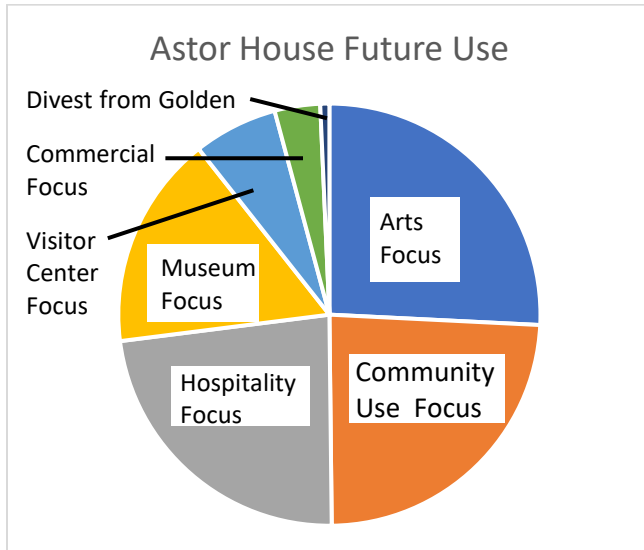 Astor House Future Use
Divest from Golden
Commercial
Focus
Visitor
Center
Focus
Museum
Focus
Arts
Focus
Hospitality
Focus
Community
Use Focus